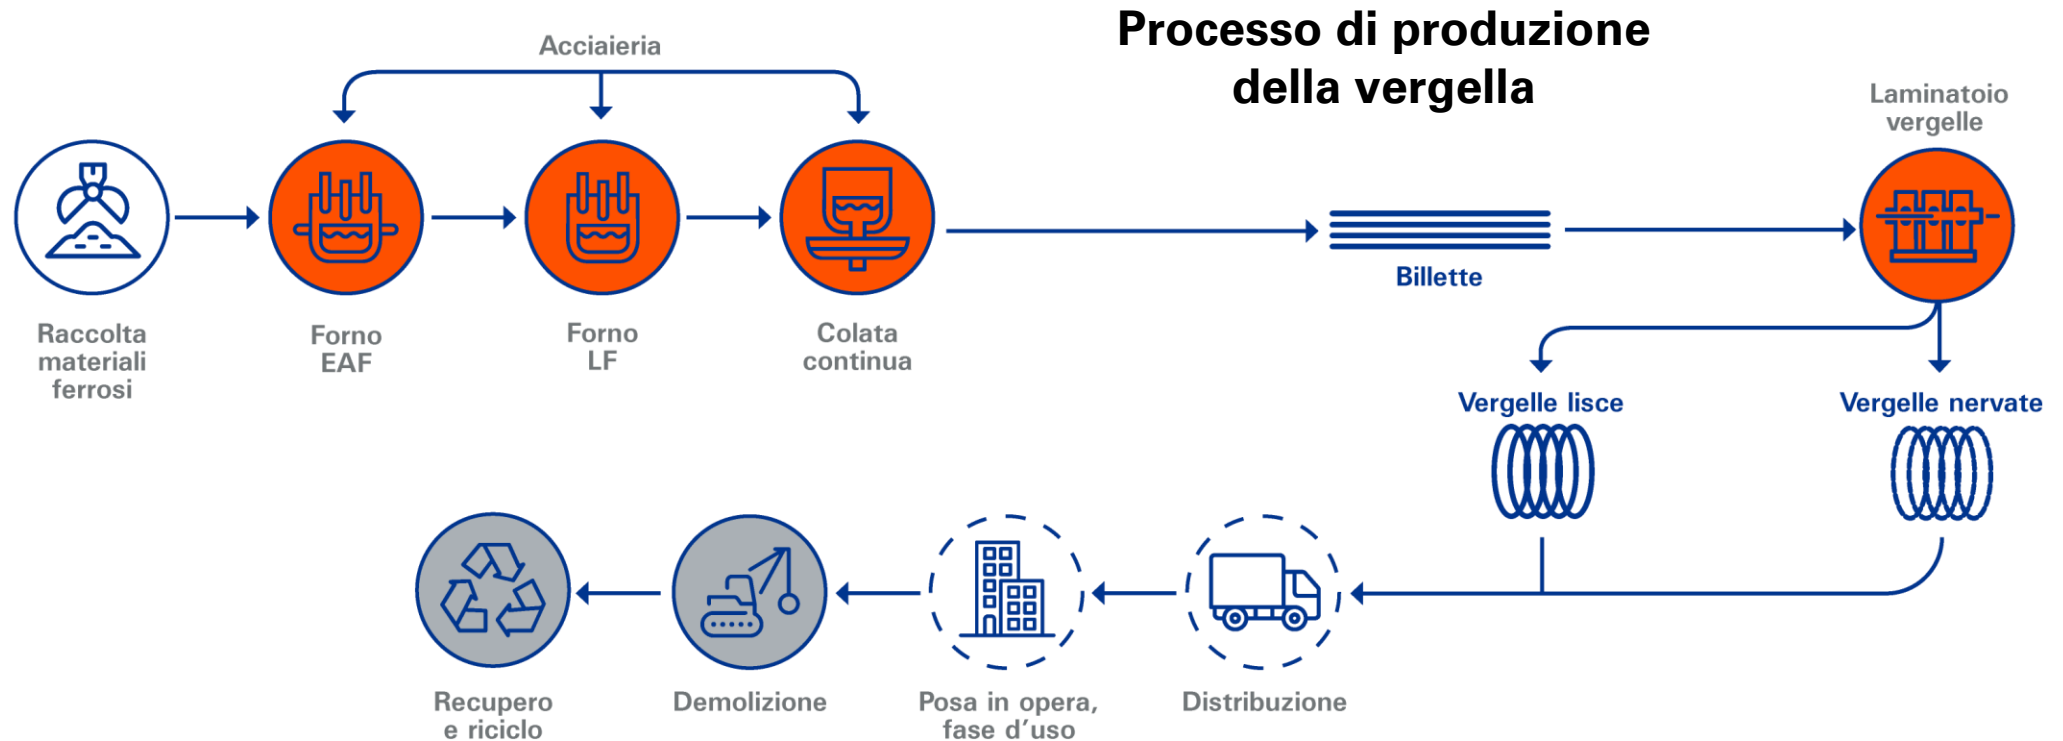 Processo di produzione
della vergella
Acciaieria
Laminatoio
vergelle
Billette
Raccolta
materiali
ferrosi
Forno
EAF
Forno
LF
Colata
continua
Vergelle lisce
Vergelle nervate
Recupero
e riciclo
Demolizione
Posa in opera,
fase d’uso
Distribuzione